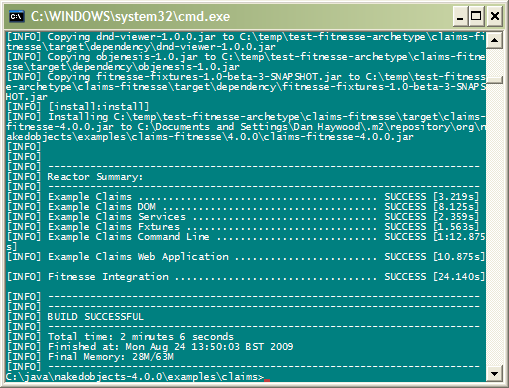 C:\WINDOWS\system32\cmd.exe
[INFO] Copying dnd-viewer-1.0.0.jar to C:\temp\test-fitnesse-archetype\claims-fi
tnesse\target\dependency\dnd-viewer-1.0.0.jar
[INFO] Copying objenesis-1.0.jar to C:\temp\test-fitnesse-archetype\claims-fitne
sse\target\dependency\objenesis-1.0.jar
[INFO] Copying fitnesse-fixtures-1.0-beta-3-SNAPSHOT.jar to C:\temp\test-fitness
e-archetype\claims-fitnesse\target\dependency\fitnesse-fixtures-1.0-beta-3-SNAPS
HOT.jar
[INFO] [install:install]
[INFO] Installing C:\temp\test-fitnesse-archetype\claims-fitnesse\target\claims-
fitnesse-4.0.0.jar to C:\Documents and Settings\Dan Haywood\.m2\repository\org\n
akedobjects\examples\claims-fitnesse\4.0.0\claims-fitnesse-4.0.0.jar
[INFO]
[INFO]
[INFO] ------------------------------------------------------------------------
[INFO] Reactor Summary:
[INFO] ------------------------------------------------------------------------
[INFO] Example Claims ........................................ SUCCESS [3.219s]
[INFO] Example Claims DOM .................................... SUCCESS [8.125s]
[INFO] Example Claims Services ............................... SUCCESS [2.359s]
[INFO] Example Claims Fxtures ................................ SUCCESS [1.563s]
[INFO] Example Claims Command Line ........................... SUCCESS [1:12.875
s]
[INFO] Example Claims Web Application ........................ SUCCESS [10.875s]
[INFO] Fitnesse Integration .................................. SUCCESS [24.140s]
[INFO] ------------------------------------------------------------------------
[INFO] ------------------------------------------------------------------------
[INFO] BUILD SUCCESSFUL
[INFO] ------------------------------------------------------------------------
[INFO] Total time: 2 minutes 6 seconds
[INFO] Finished at: Mon Aug 24 13:50:03 BST 2009
[INFO] Final Memory: 28M/63M
[INFO] ------------------------------------------------------------------------
C:\java\nakedobjects-4.0.0\examples\claims>